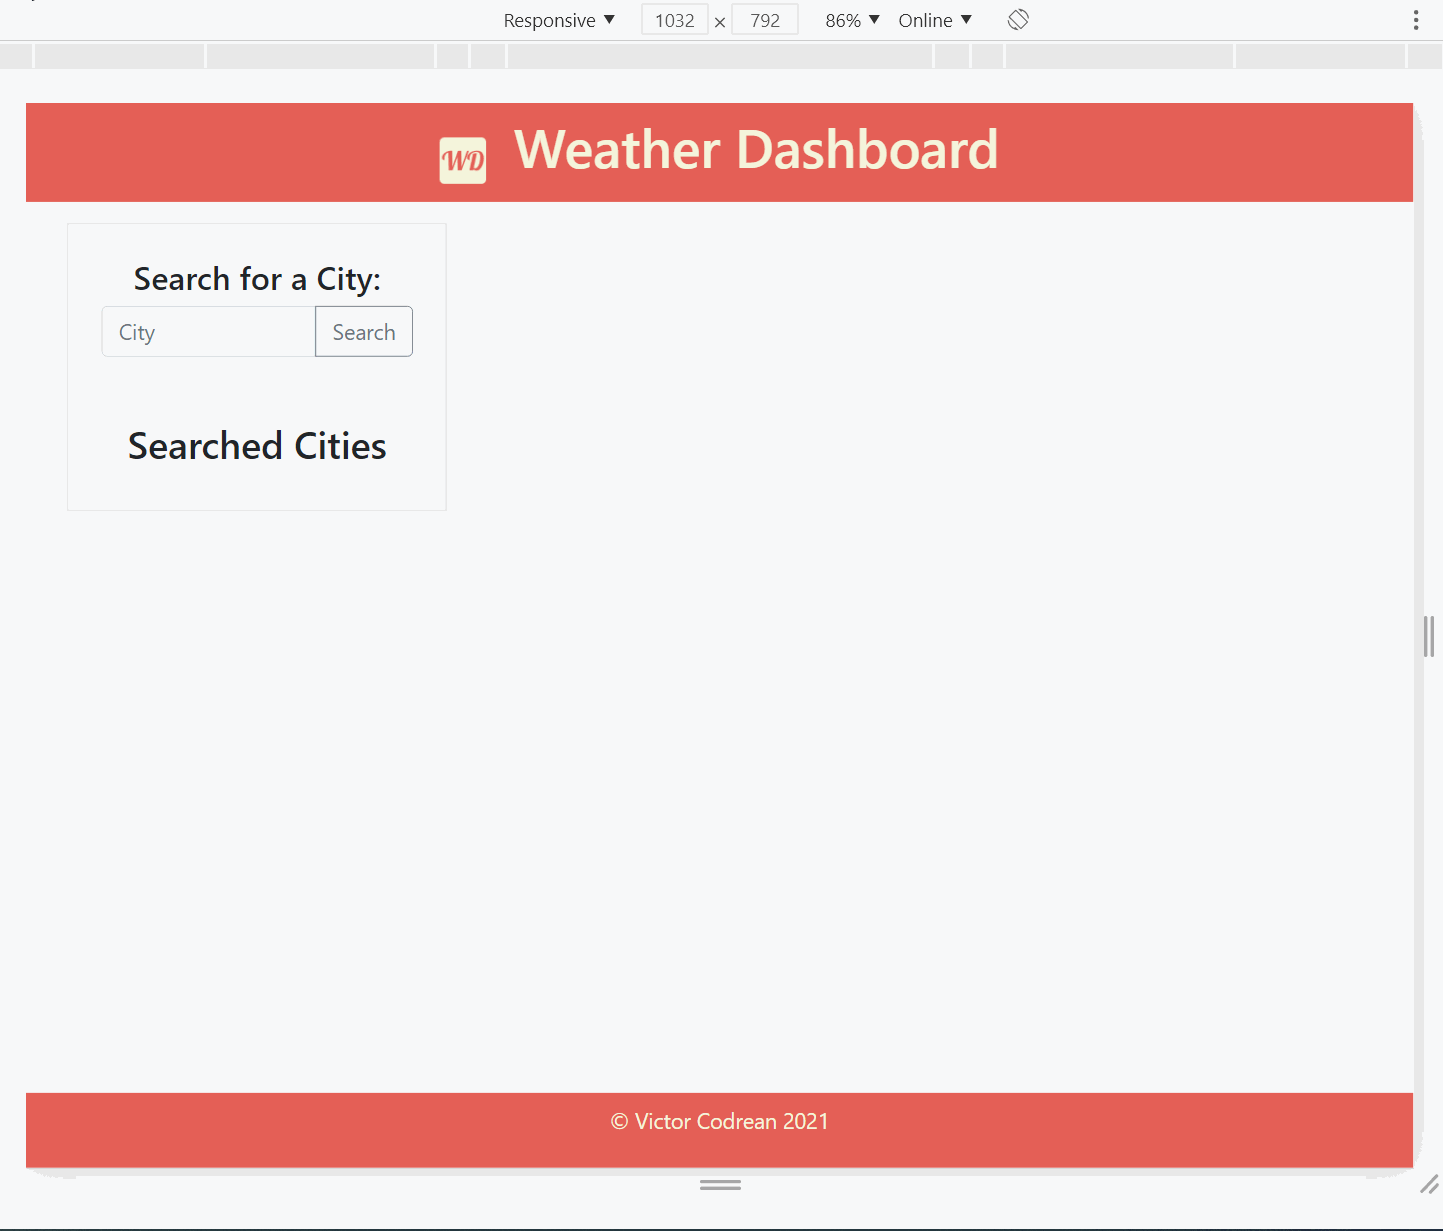 Responsive ▼ 1032 × 792 86% ▼ Online ▼
WD Weather Dashboard
Search for a City:
City Search
Searched Cities
© Victor Codrean 2021